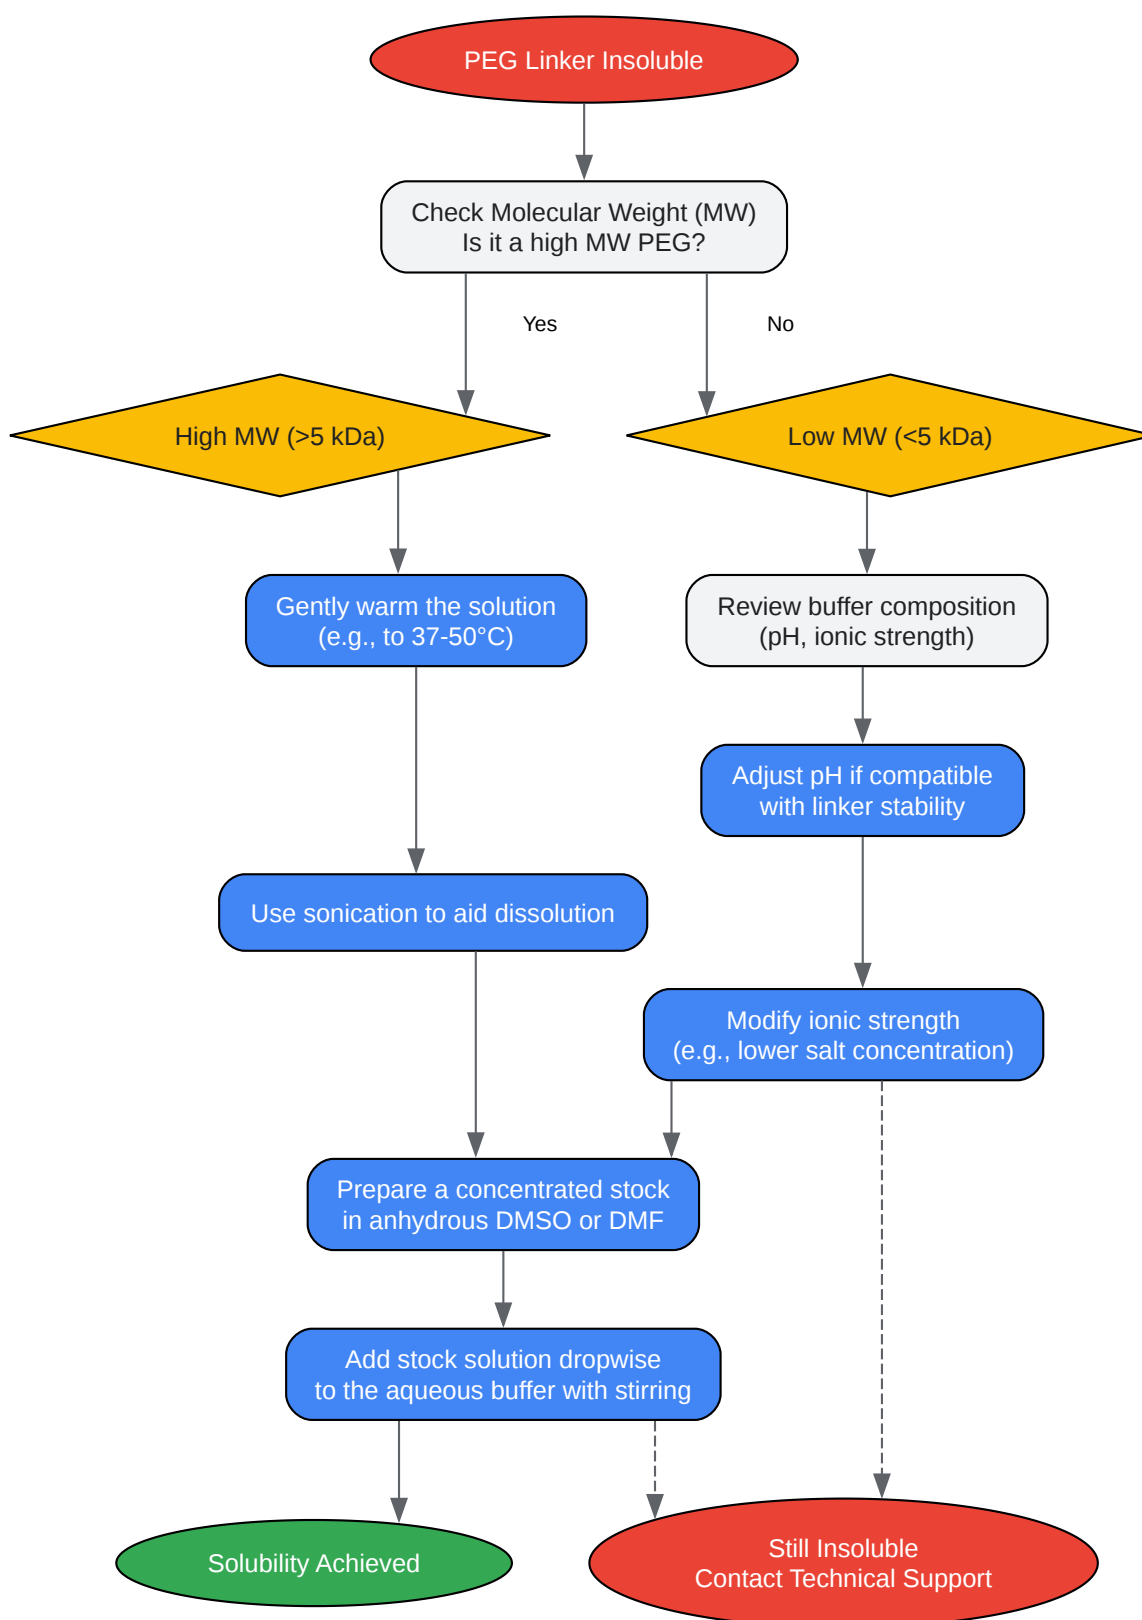 PEG Linker Insoluble
Check Molecular Weight (MW)
Is it a high MW PEG?
Yes
No
High MW (>5 kDa)
Low MW (<5 kDa)
Gently warm the solution
(e.g., to 37-50°C)
Review buffer composition
(pH, ionic strength)
Adjust pH if compatible
with linker stability
Use sonication to aid dissolution
Modify ionic strength
(e.g., lower salt concentration)
Prepare a concentrated stock
in anhydrous DMSO or DMF
Add stock solution dropwise
to the aqueous buffer with stirring
Solubility Achieved
Still Insoluble
Contact Technical Support